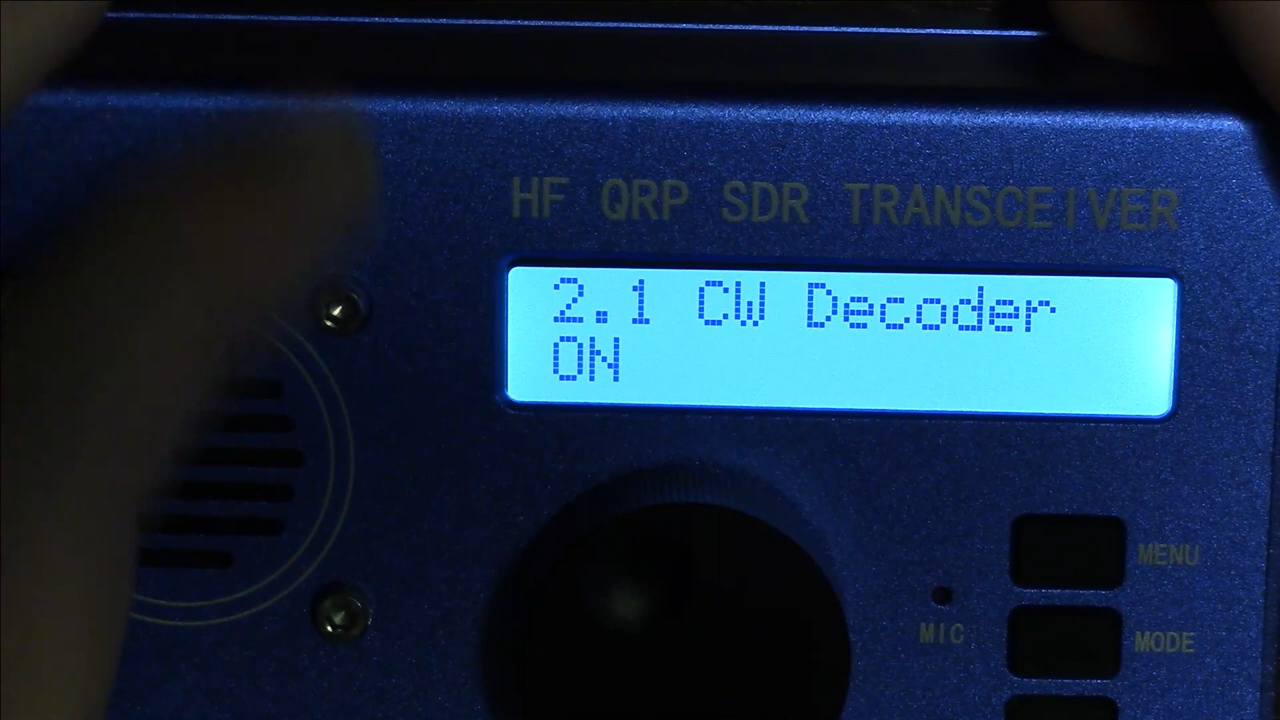 HF QRP SDR TRANSCEIVER
2.1 CW Decoder
ON
MENU
MIC
MODE